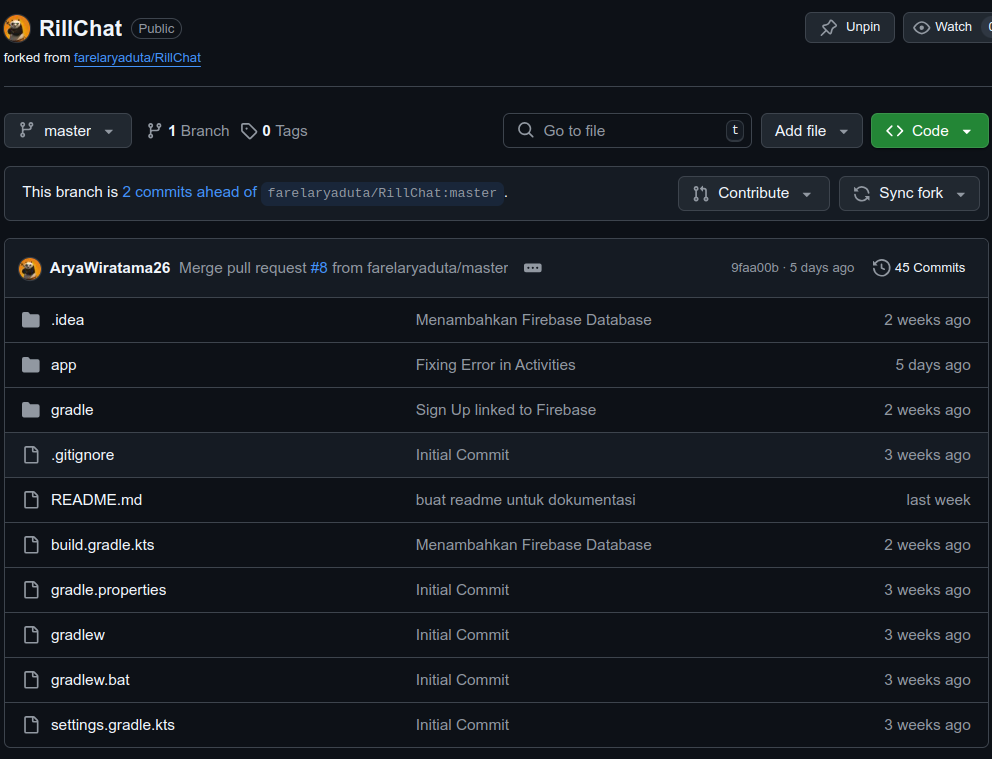 RillChat Public Unpin Watch
forked from farelaryaduta/RillChat
master 1 Branch 0 Tags Go to file t Add file Code
This branch is 2 commits ahead of farelaryaduta/RillChat:master . Contribute Sync fork
AryaWiratama26 Merge pull request #8 from farelaryaduta/master 9faa00b · 5 days ago 45 Commits
.idea Menambahkan Firebase Database 2 weeks ago
app Fixing Error in Activities 5 days ago
gradle Sign Up linked to Firebase 2 weeks ago
.gitignore Initial Commit 3 weeks ago
README.md buat readme untuk dokumentasi last week
build.gradle.kts Menambahkan Firebase Database 2 weeks ago
gradle.properties Initial Commit 3 weeks ago
gradlew Initial Commit 3 weeks ago
gradlew.bat Initial Commit 3 weeks ago
settings.gradle.kts Initial Commit 3 weeks ago